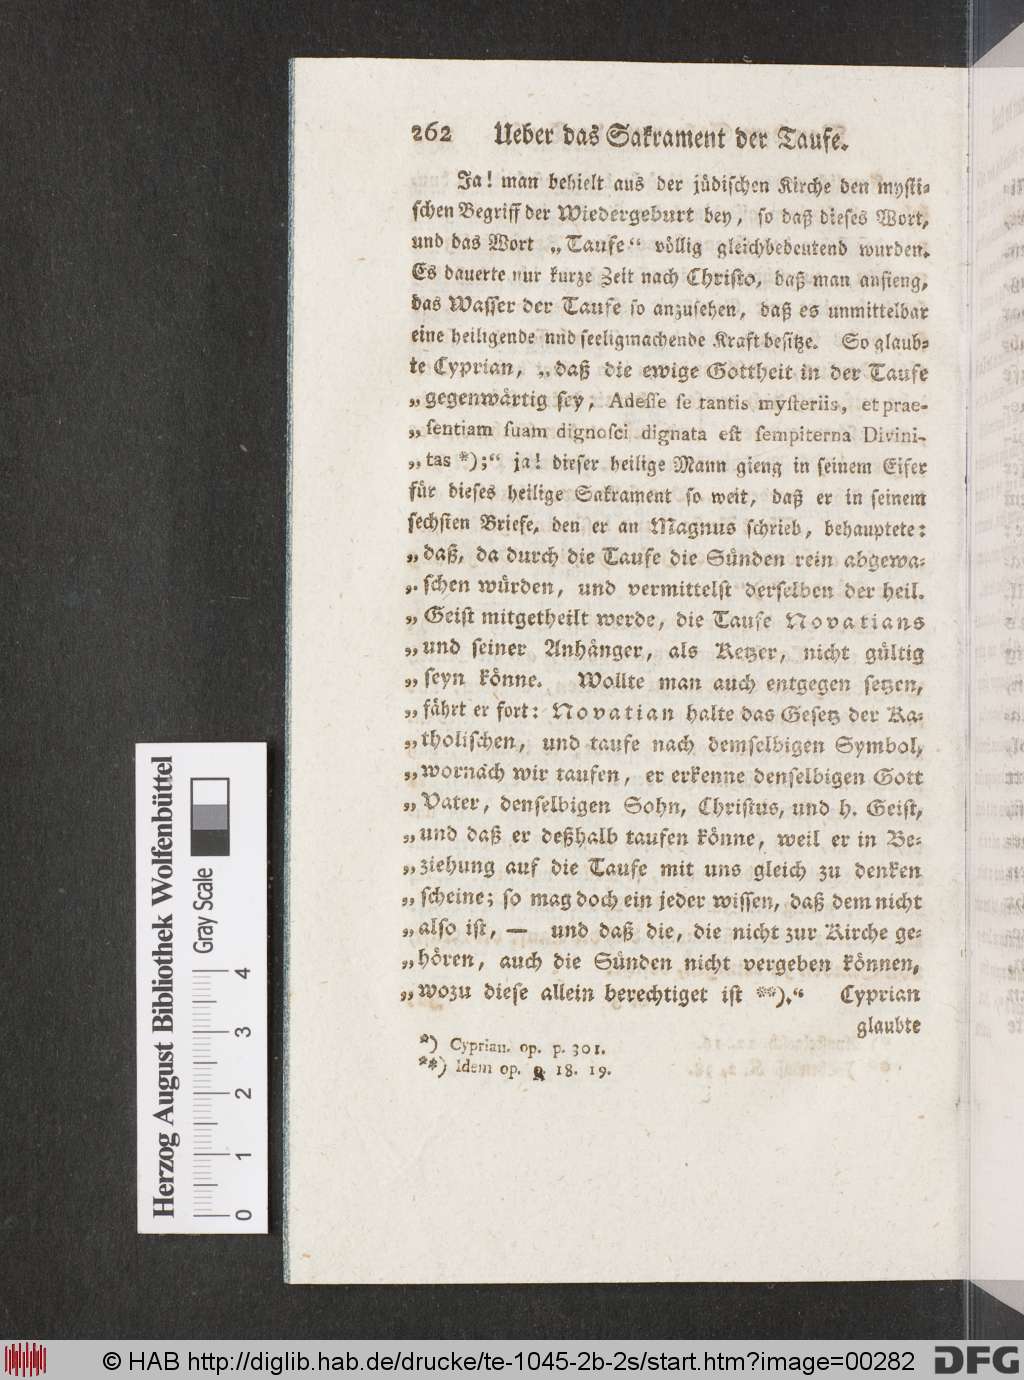 262 Ueber das Sakrament der Taufe.
Ja! man behielt aus der jüdischen Kirche den mysti-
schen Begriff der Wiedergeburt bey, so daß dieses Wort,
und das Wort „Taufe“ völlig gleichbedeutend wurden.
Es dauerte nur kurze Zeit nach Christo, daß man anfieng,
das Wasser der Taufe so anzusehen, daß es unmittelbar
eine heiligende und seeligmachende Kraft besitze. So glaub-
te Cyprian, „daß die ewige Gottheit in der Taufe
„gegenwärtig sey, Adesse se tantis mysteriis, et prae-
„sentiam suam dignosci dignata est sempiterna Divini-
„tas *);“ ja! dieser heilige Mann gieng in seinem Eifer
für dieses heilige Sakrament so weit, daß er in seinem
sechsten Briefe, den er an Magnus schrieb, behauptete:
„daß, da durch die Taufe die Sünden rein abgewa-
„schen würden, und vermittelst derselben der heil.
„Geist mitgetheilt werde, die Taufe Novatians
„und seiner Anhänger, als Ketzer, nicht gültig
„seyn könne. Wollte man auch entgegen setzen,
„fährt er fort: Novatian halte das Gesetz der Ka-
„tholischen, und taufe nach demselbigen Symbol,
„wornach wir taufen, er erkenne denselbigen Gott
„Vater, denselbigen Sohn, Christus, und h. Geist,
„und daß er deßhalb taufen könne, weil er in Be-
„ziehung auf die Taufe mit uns gleich zu denken
„scheine; so mag doch ein jeder wissen, daß dem nicht
„also ist, — und daß die, die nicht zur Kirche ge-
„hören, auch die Sünden nicht vergeben können,
„wozu diese allein berechtiget ist **).“ Cyprian
glaubte
*) Cyprian. op. p. 301.
**) Idem op. p. 18. 19.
Herzog August Bibliothek Wolfenbüttel
Gray Scale
0 1 2 3 4
© HAB http://diglib.hab.de/drucke/te-1045-2b-2s/start.htm?image=00282
DFG